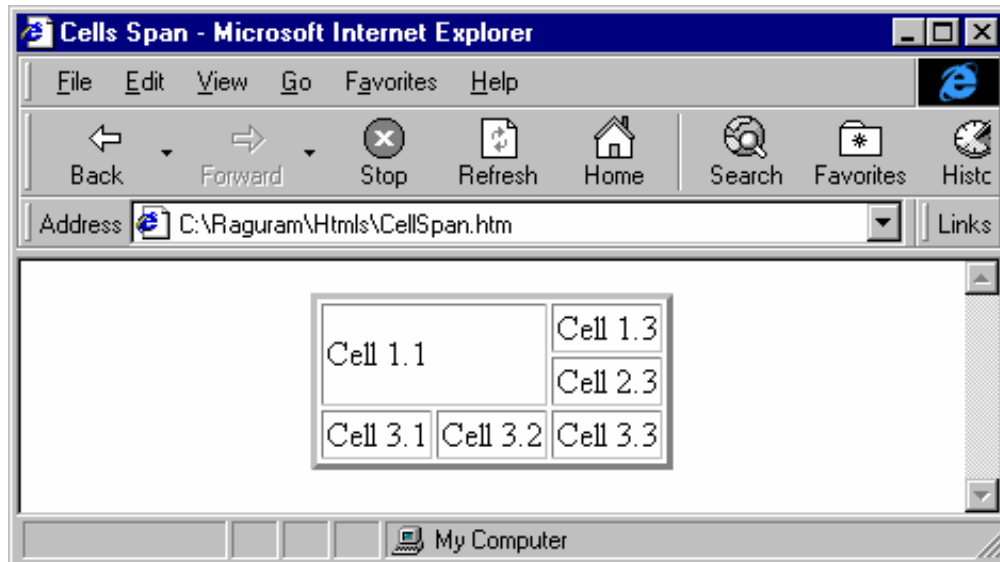 Cells Span - Microsoft Internet Explorer
File Edit View Go Favorites Help
Back Forward Stop Refresh Home Search Favorites Histc
Address C:\Raguram\Htmls\CellSpan.htm Links
Cell 1.3
Cell 1.1
Cell 2.3
Cell 3.1 Cell 3.2 Cell 3.3
My Computer